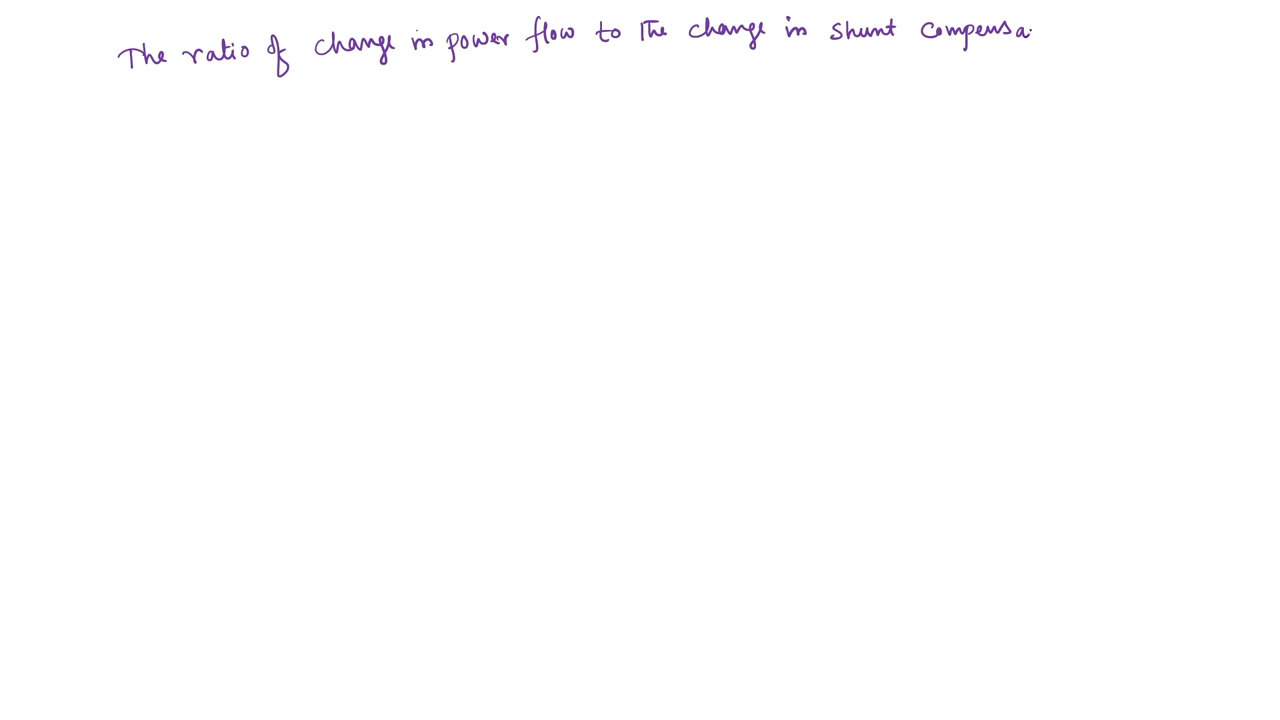 The ratio of change in power flow to the change in shunt compensa